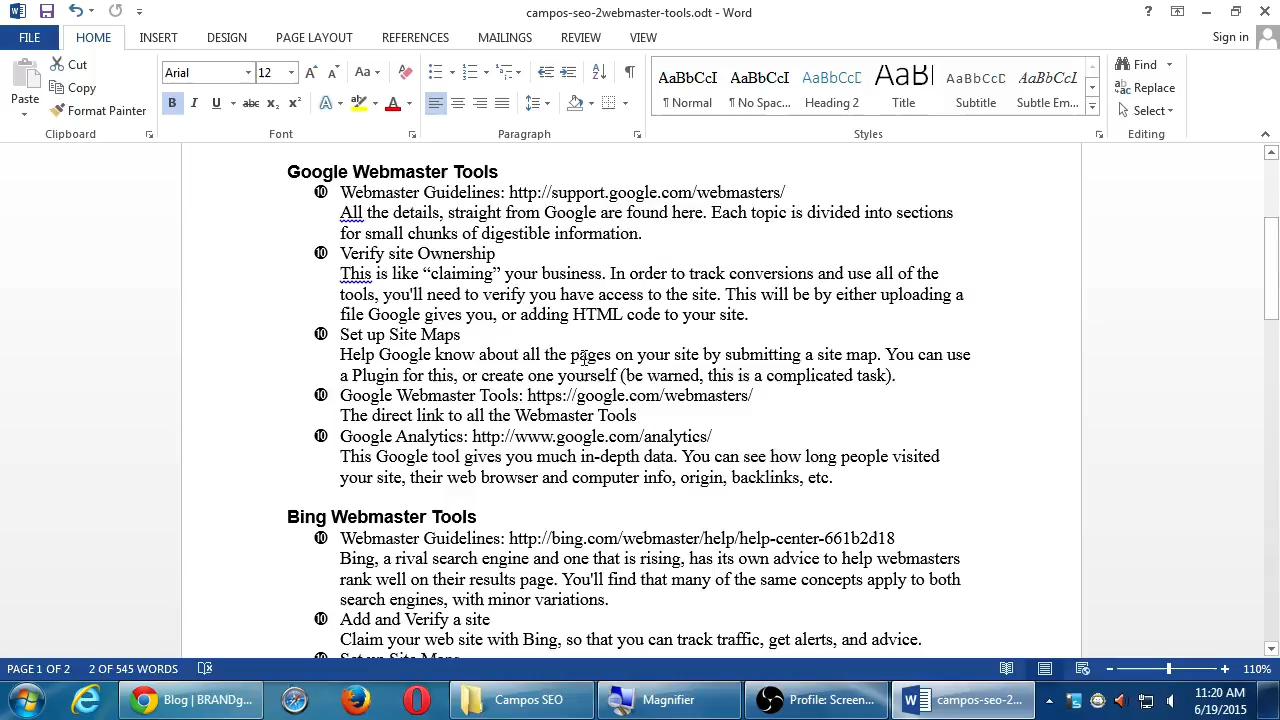 campos-seo-2webmaster-tools.odt - Word
FILE HOME INSERT DESIGN PAGE LAYOUT REFERENCES MAILINGS REVIEW VIEW Sign in
Paste
Cut
Copy
Format Painter
Clipboard
Arial 12
Font
Paragraph
AaBbCcI AaBbCcI AaBbCcD AaBl AaBbCcD AaBbCcL
¶ Normal ¶ No Spac... Heading 2 Title Subtitle Subtle Em...
Styles
Find
Replace
Select
Editing
Google Webmaster Tools
⓾ Webmaster Guidelines: http://support.google.com/webmasters/
All the details, straight from Google are found here. Each topic is divided into sections
for small chunks of digestible information.
⓾ Verify site Ownership
This is like “claiming” your business. In order to track conversions and use all of the
tools, you'll need to verify you have access to the site. This will be by either uploading a
file Google gives you, or adding HTML code to your site.
⓾ Set up Site Maps
Help Google know about all the pages on your site by submitting a site map. You can use
a Plugin for this, or create one yourself (be warned, this is a complicated task).
⓾ Google Webmaster Tools: https://google.com/webmasters/
The direct link to all the Webmaster Tools
⓾ Google Analytics: http://www.google.com/analytics/
This Google tool gives you much in-depth data. You can see how long people visited
your site, their web browser and computer info, origin, backlinks, etc.
Bing Webmaster Tools
⓾ Webmaster Guidelines: http://bing.com/webmaster/help/help-center-661b2d18
Bing, a rival search engine and one that is rising, has its own advice to help webmasters
rank well on their results page. You'll find that many of the same concepts apply to both
search engines, with minor variations.
⓾ Add and Verify a site
Claim your web site with Bing, so that you can track traffic, get alerts, and advice.
⓾ Set up Site Maps
PAGE 1 OF 2 2 OF 545 WORDS 110%
Blog | BRANDg... Campos SEO Magnifier Profile: Screen... campos-seo-2... 11:20 AM
6/19/2015